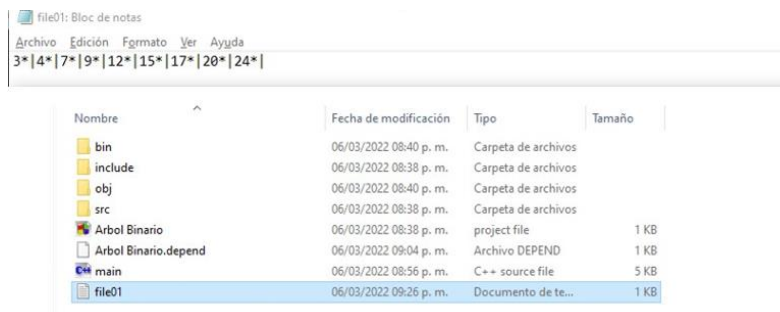 file01: Bloc de notas
Archivo Edición Formato Ver Ayuda
3*|4*|7*|9*|12*|15*|17*|20*|24*|
Nombre Fecha de modificación Tipo Tamaño
bin 06/03/2022 08:40 p. m. Carpeta de archivos
include 06/03/2022 08:38 p. m. Carpeta de archivos
obj 06/03/2022 08:40 p. m. Carpeta de archivos
src 06/03/2022 08:38 p. m. Carpeta de archivos
Arbol Binario 06/03/2022 08:38 p. m. project file 1 KB
Arbol Binario.depend 06/03/2022 09:04 p. m. Archivo DEPEND 1 KB
C++ main 06/03/2022 08:56 p. m. C++ source file 5 KB
file01 06/03/2022 09:26 p. m. Documento de te... 1 KB